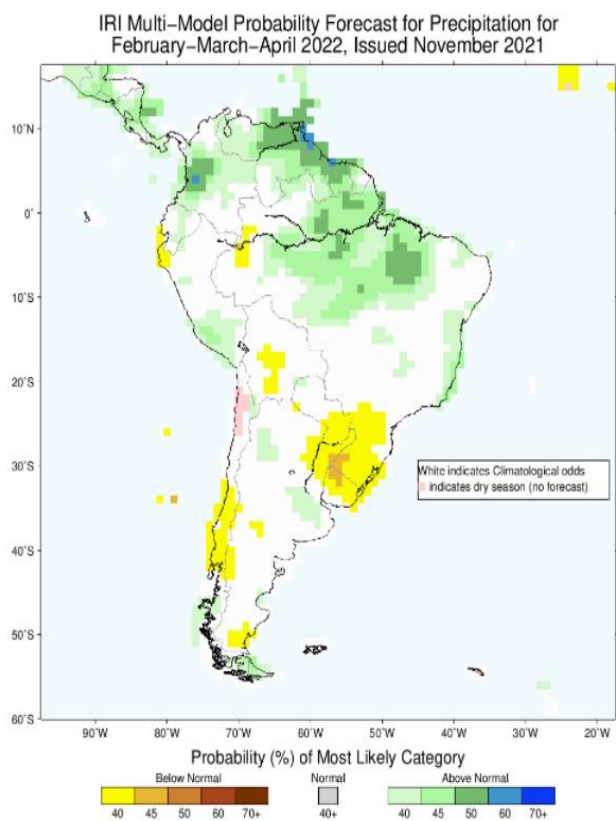 IRI Multi−Model Probability Forecast for Precipitation for
February−March−April 2022, Issued November 2021
10˚N
0˚
10˚S
20˚S
30˚S
40˚S
50˚S
60˚S
White indicates Climatological odds
indicates dry season (no forecast)
90˚W 80˚W 70˚W 60˚W 50˚W 40˚W 30˚W 20˚W
Probability (%) of Most Likely Category
Below Normal Normal Above Normal
40 45 50 60 70+ 40+ 40 45 50 60 70+